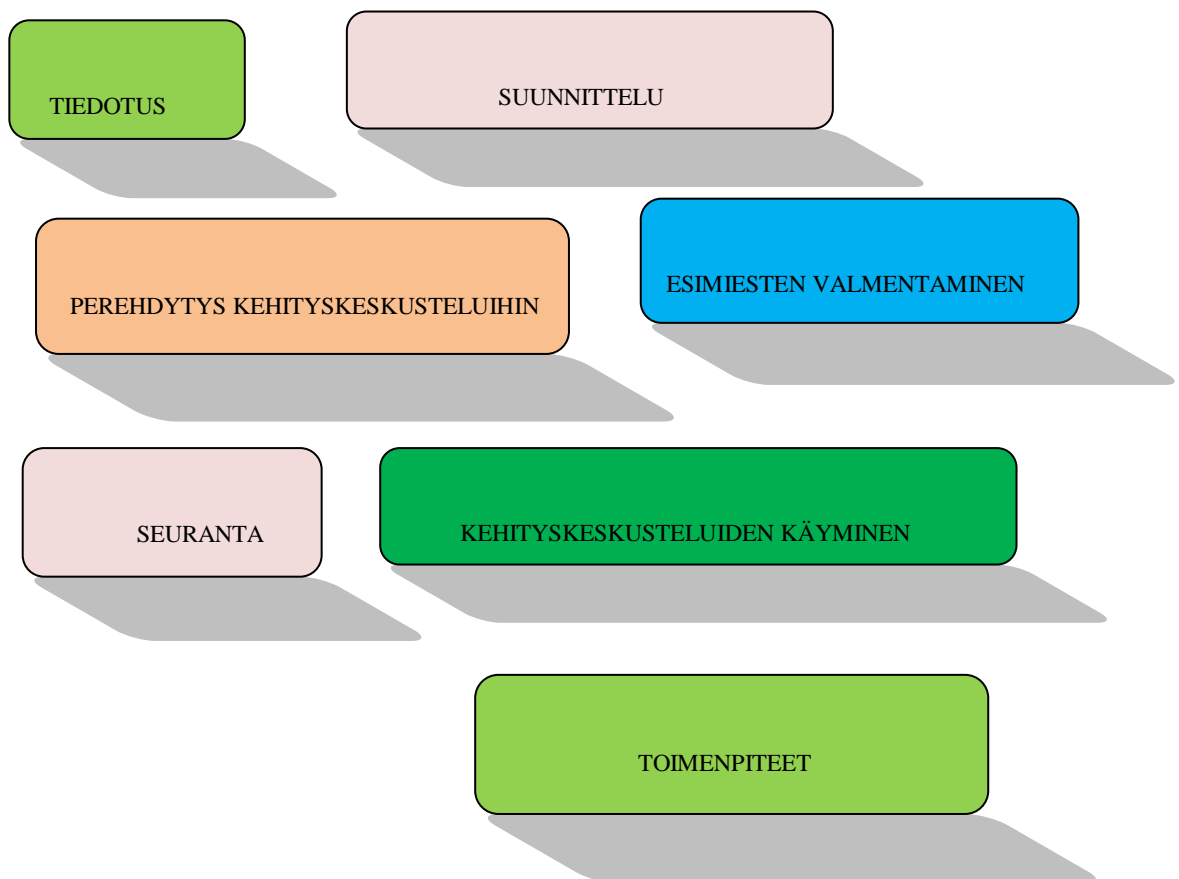 TIEDOTUS
SUUNNITTELU
PEREHDYTYS KEHITYSKESKUSTELUIHIN
ESIMIESTEN VALMENTAMINEN
SEURANTA
KEHITYSKESKUSTELUIDEN KÄYMINEN
TOIMENPITEET